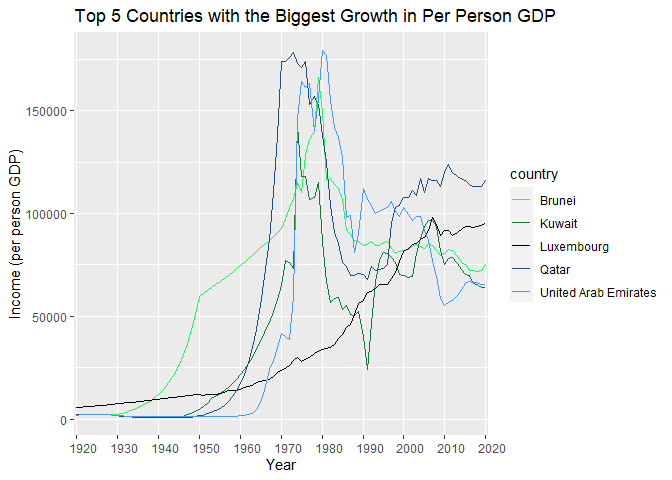 Top 5 Countries with the Biggest Growth in Per Person GDP
Income (per person GDP)
150000
100000
50000
0
1920 1930 1940 1950 1960 1970 1980 1990 2000 2010 2020
Year
country
Brunei
Kuwait
Luxembourg
Qatar
United Arab Emirates